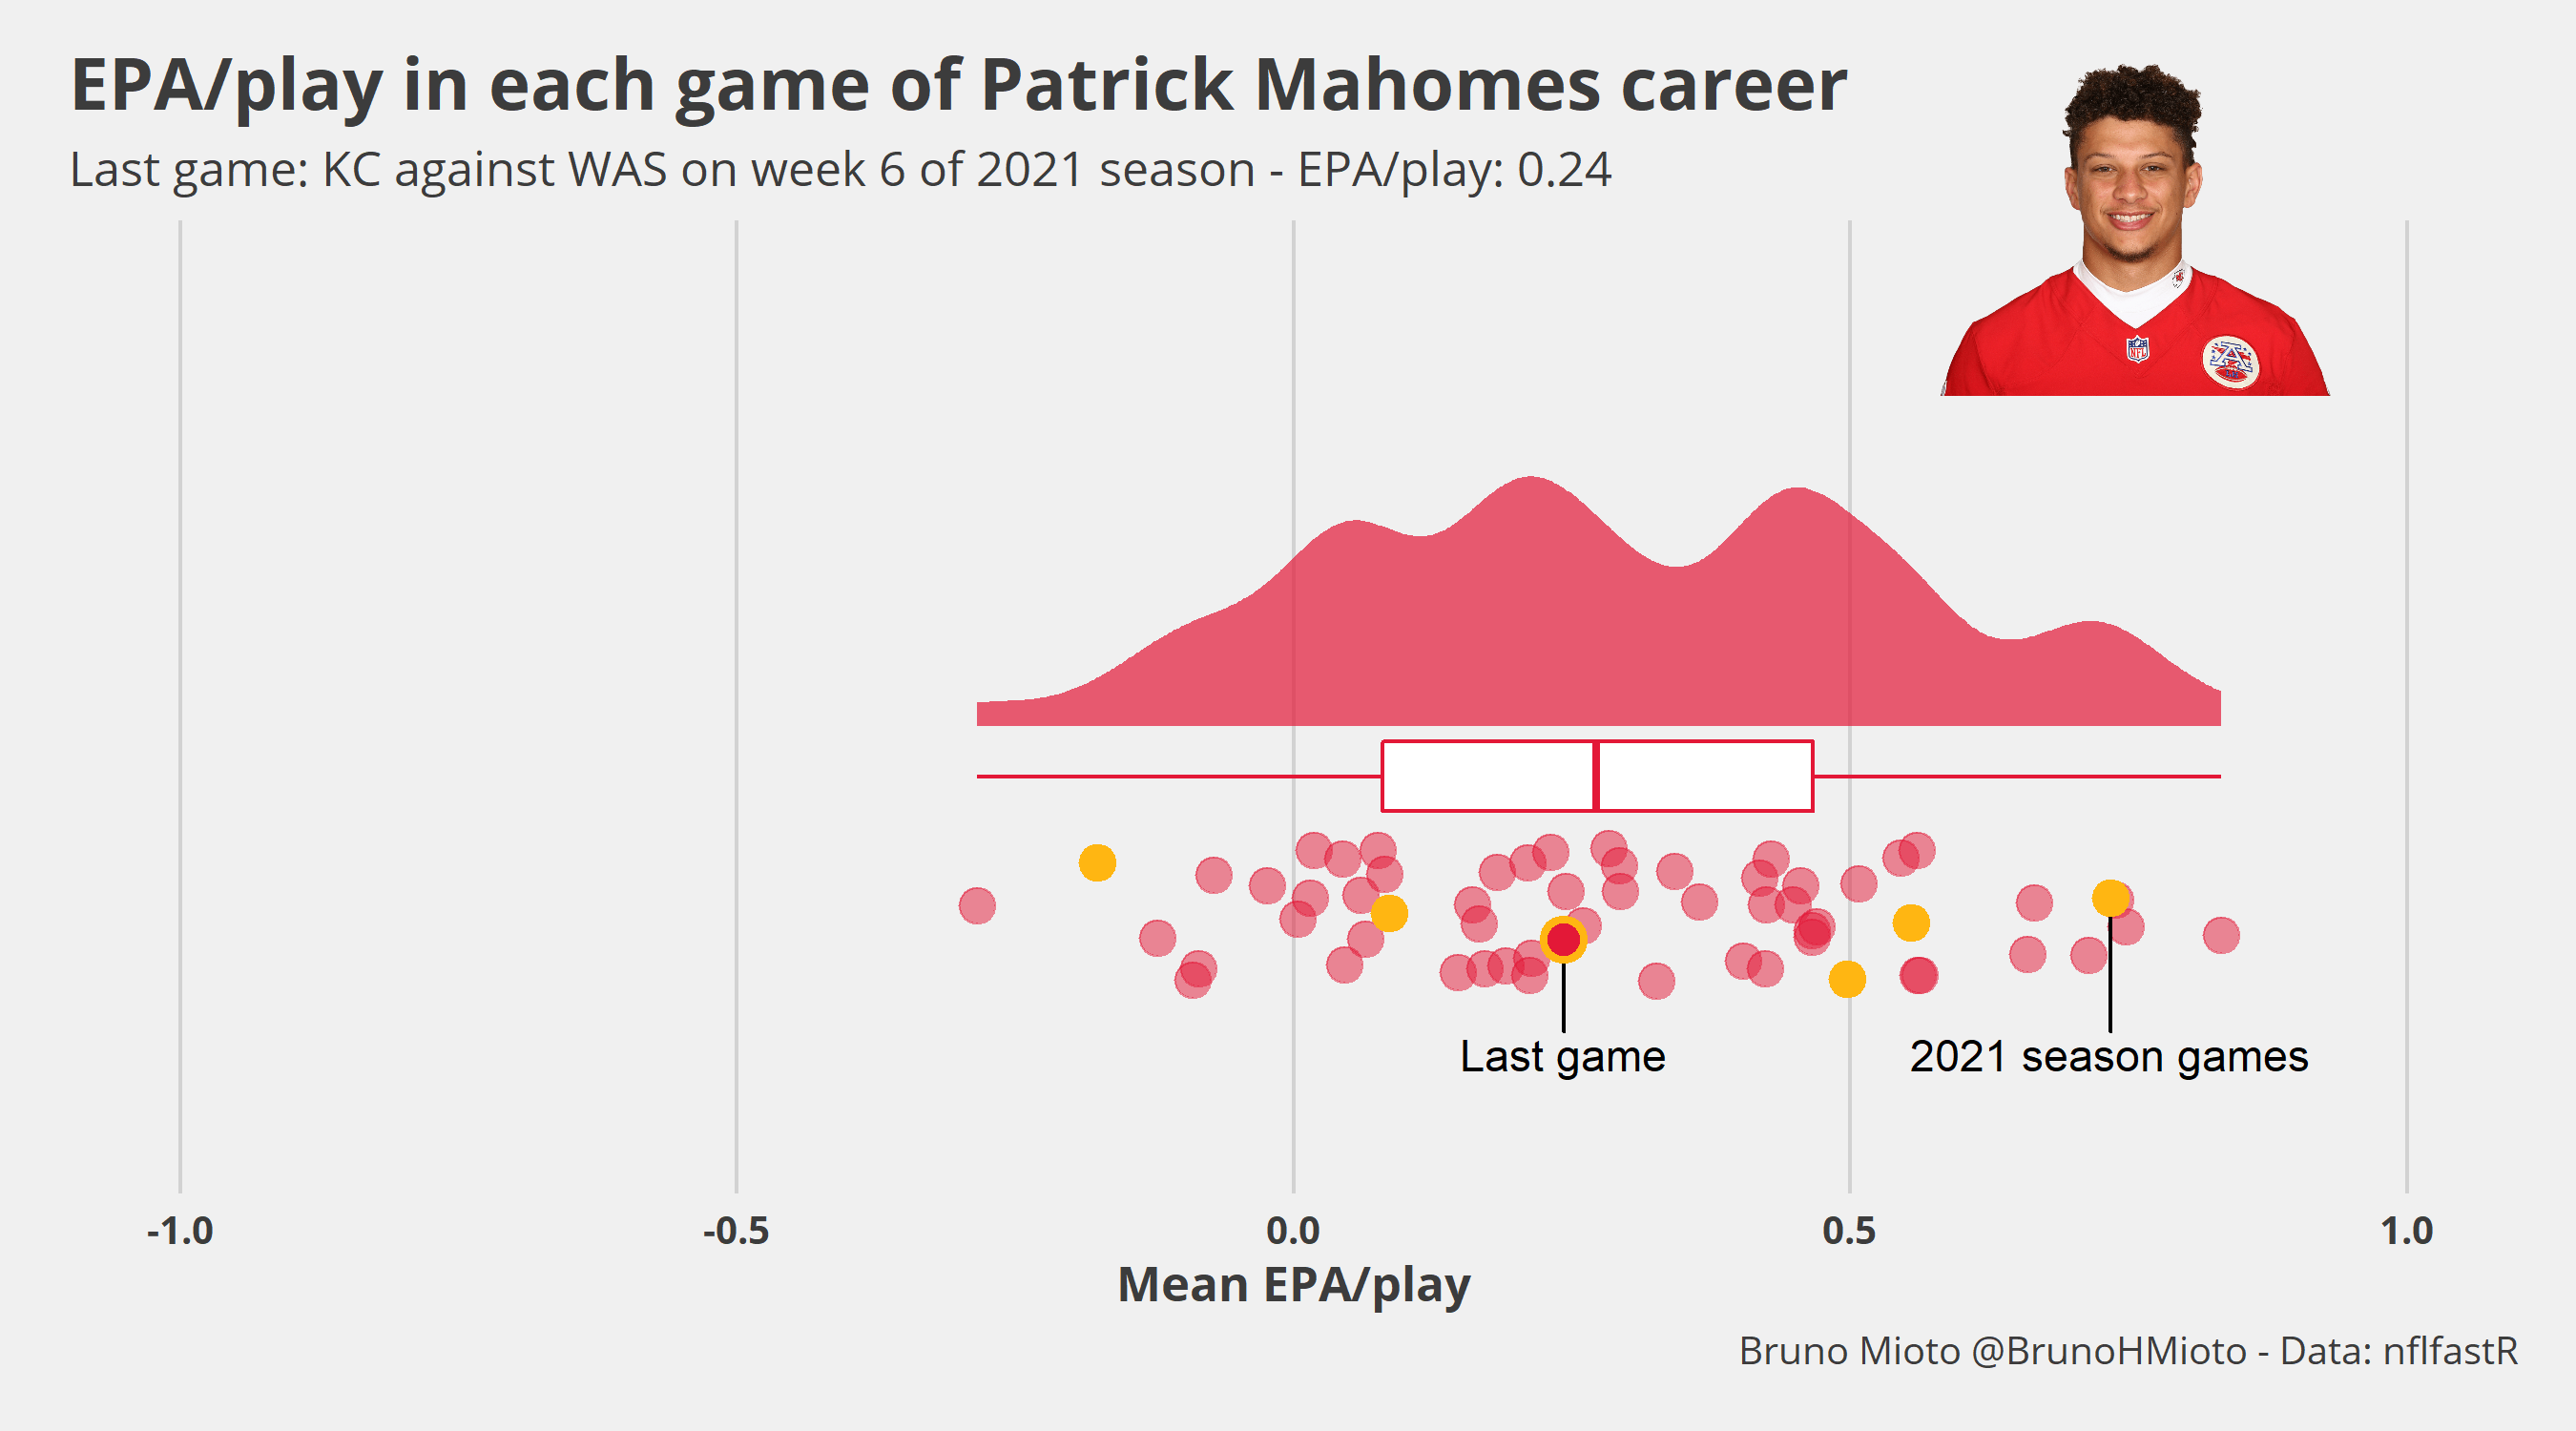 EPA/play in each game of Patrick Mahomes career
Last game: KC against WAS on week 6 of 2021 season - EPA/play: 0.24
NFL
Last game
2021 season games
-1.0
-0.5
0.0
0.5
1.0
Mean EPA/play
Bruno Mioto @BrunoHMioto - Data: nflfastR